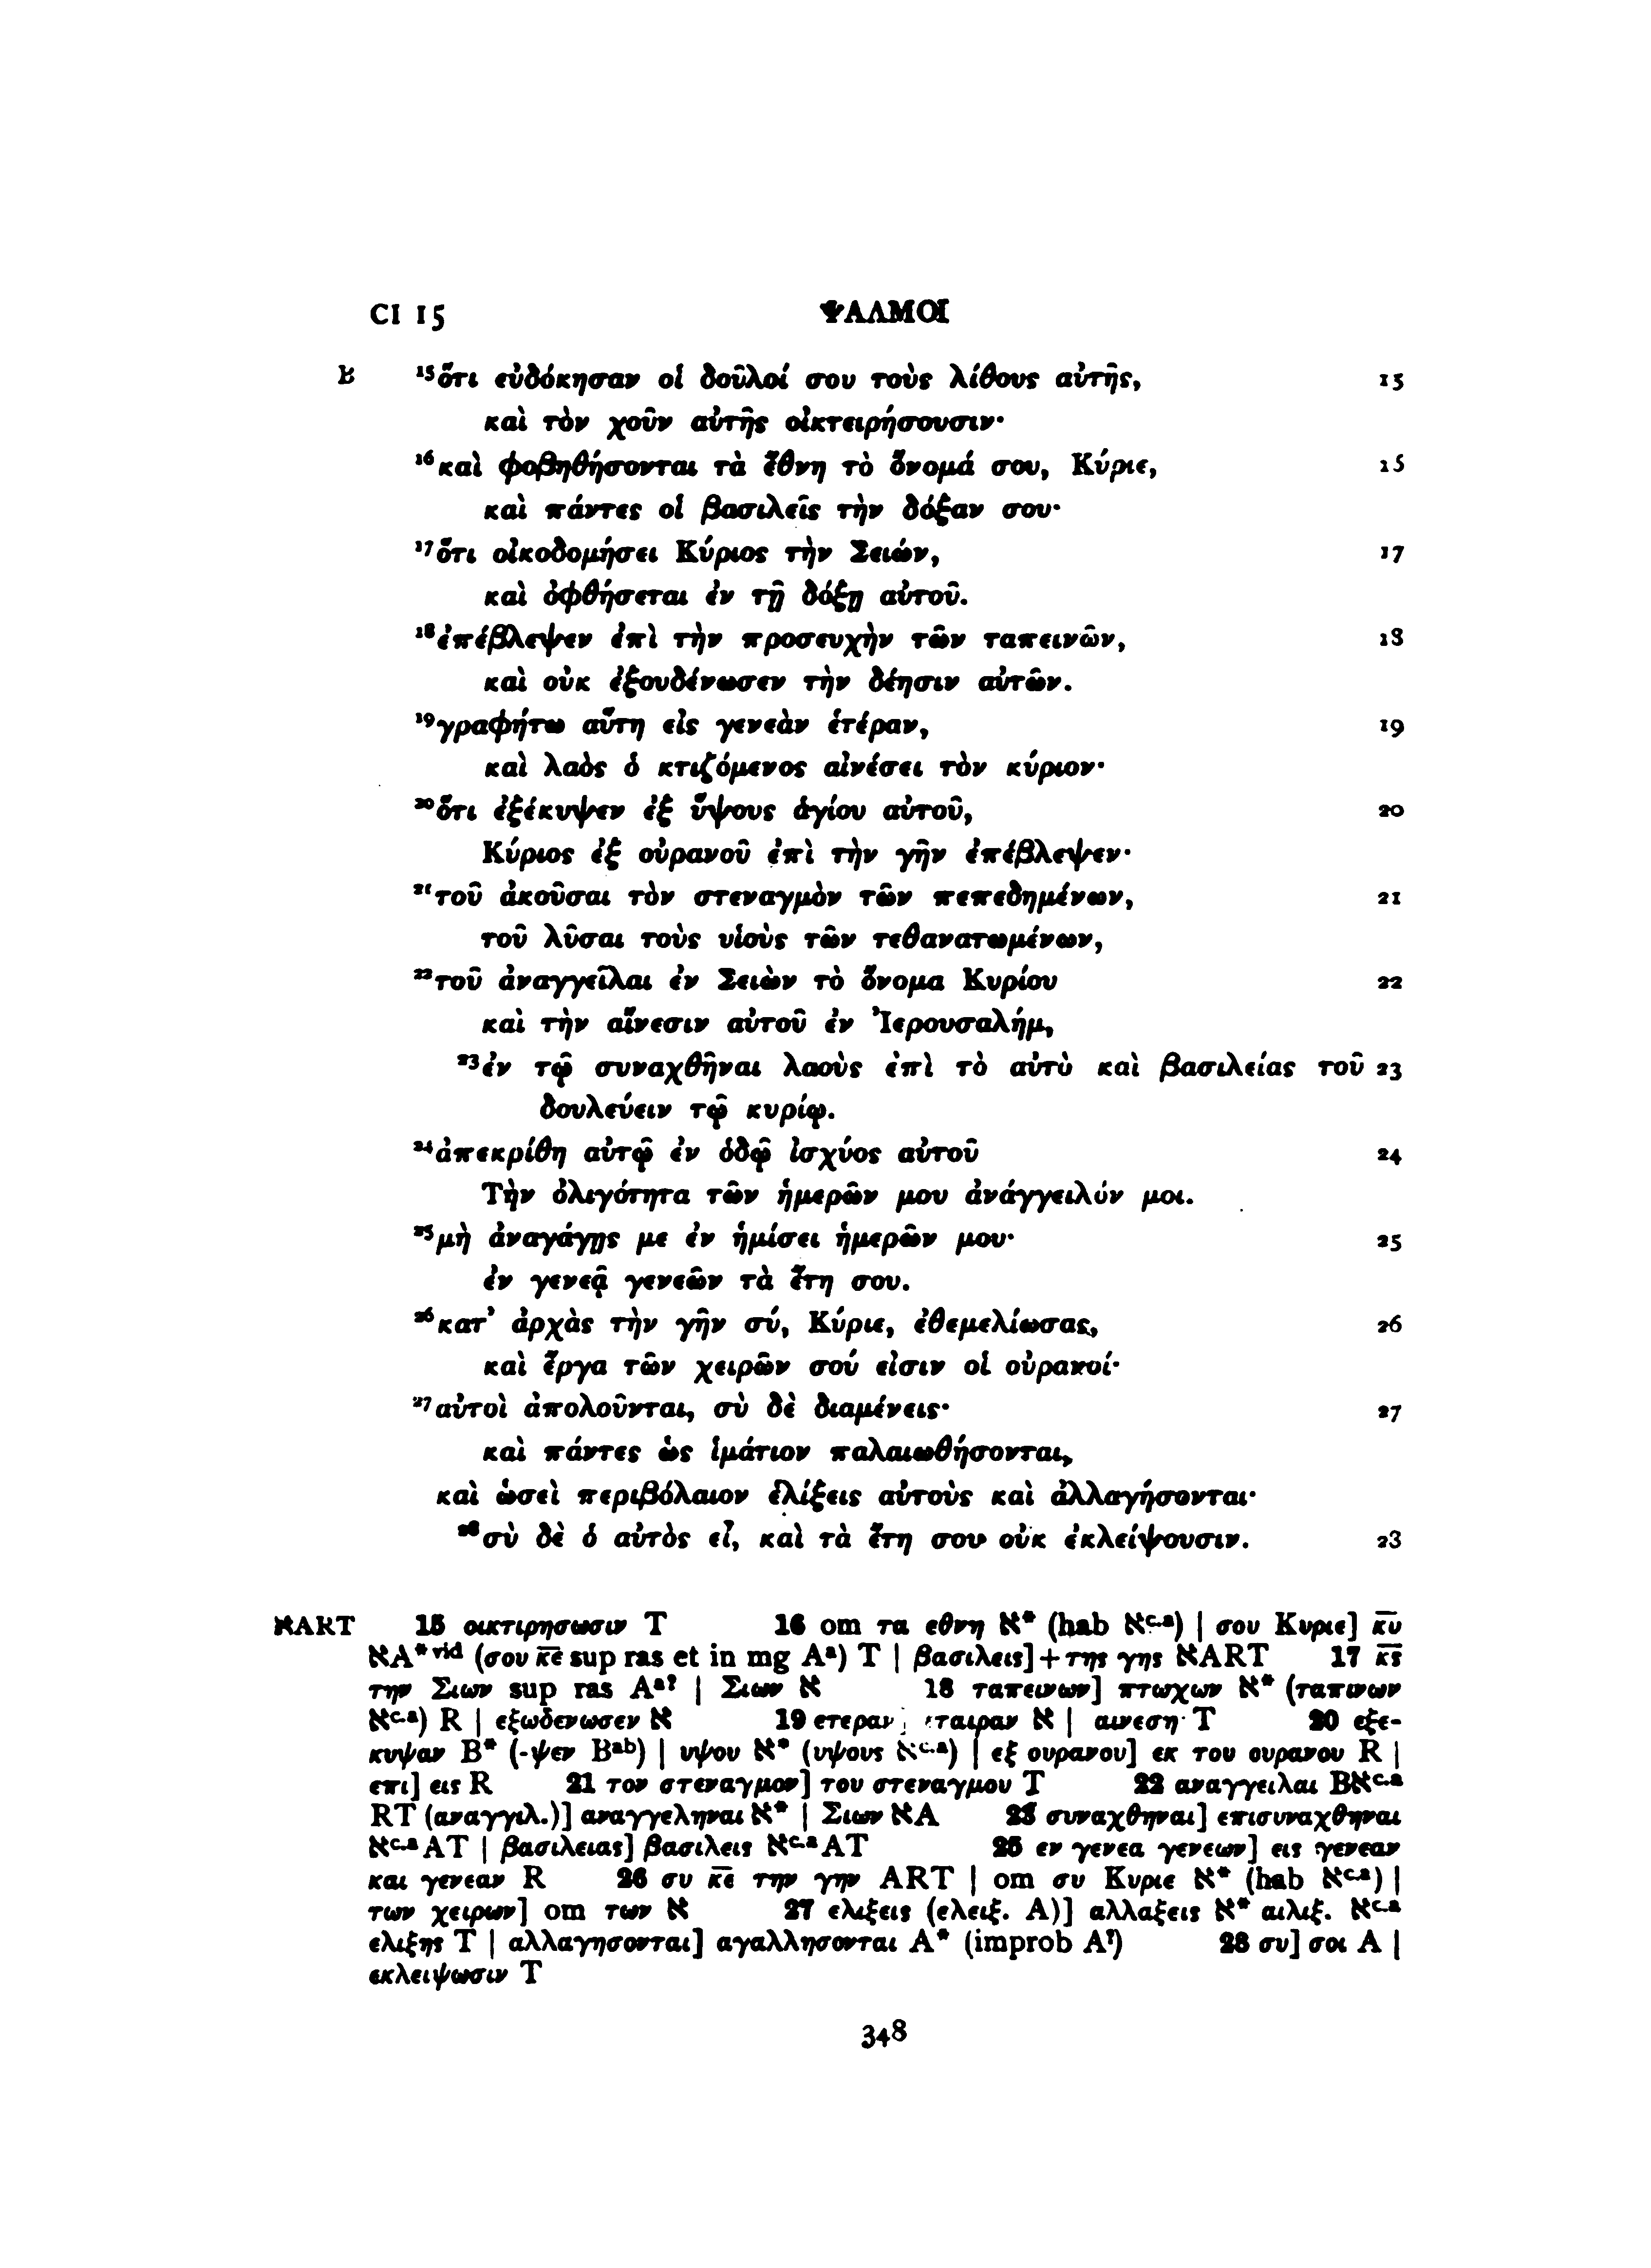 CI 15 ΨΑΛΜΟΙ
B ¹⁵ὅτι εὐδόκησαν οἱ δοῦλοί σου τοὺς λίθους αὐτῆς, 15
καὶ τὸν χοῦν αὐτῆς οἰκτειρήσουσιν·
¹⁶καὶ φοβηθήσονται τὰ ἔθνη τὸ ὄνομά σου, Κύριε, 16
καὶ πάντες οἱ βασιλεῖς τὴν δόξαν σου·
¹⁷ὅτι οἰκοδομήσει Κύριος τὴν Σειών, 17
καὶ ὀφθήσεται ἐν τῇ δόξῃ αὐτοῦ.
¹⁸ἐπέβλεψεν ἐπὶ τὴν προσευχὴν τῶν ταπεινῶν, 18
καὶ οὐκ ἐξουδένωσεν τὴν δέησιν αὐτῶν.
¹⁹γραφήτω αὕτη εἰς γενεὰν ἑτέραν, 19
καὶ λαὸς ὁ κτιζόμενος αἰνέσει τὸν κύριον·
²⁰ὅτι ἐξέκυψεν ἐξ ὕψους ἁγίου αὐτοῦ, 20
Κύριος ἐξ οὐρανοῦ ἐπὶ τὴν γῆν ἐπέβλεψεν·
²¹τοῦ ἀκοῦσαι τὸν στεναγμὸν τῶν πεπεδημένων, 21
τοῦ λῦσαι τοὺς υἱοὺς τῶν τεθανατωμένων,
²²τοῦ ἀναγγεῖλαι ἐν Σειὼν τὸ ὄνομα Κυρίου 22
καὶ τὴν αἴνεσιν αὐτοῦ ἐν Ἰερουσαλήμ,
²³ἐν τῷ συναχθῆναι λαοὺς ἐπὶ τὸ αὐτὸ καὶ βασιλείας τοῦ 23
δουλεύειν τῷ κυρίῳ.
²⁴ἀπεκρίθη αὐτῷ ἐν ὁδῷ ἰσχύος αὐτοῦ 24
Τὴν ὀλιγότητα τῶν ἡμερῶν μου ἀνάγγειλόν μοι.
²⁵μὴ ἀναγάγῃς με ἐν ἡμίσει ἡμερῶν μου· 25
ἐν γενεᾷ γενεῶν τὰ ἔτη σου.
²⁶κατ’ ἀρχὰς τὴν γῆν σύ, Κύριε, ἐθεμελίωσας, 26
καὶ ἔργα τῶν χειρῶν σού εἰσιν οἱ οὐρανοί·
²⁷αὐτοὶ ἀπολοῦνται, σὺ δὲ διαμένεις· 27
καὶ πάντες ὡς ἱμάτιον παλαιωθήσονται,
καὶ ὡσεὶ περιβόλαιον ἑλίξεις αὐτοὺς καὶ ἀλλαγήσονται·
²⁸σὺ δὲ ὁ αὐτὸς εἶ, καὶ τὰ ἔτη σου οὐκ ἐκλείψουσιν. 28
אART 15 οικτιρησωσιν T 16 om τα εθνη א* (hab אᶜ·ᵃ) | σου Κυριε] κ̅υ̅
אA*ᵛⁱᵈ (σου κ̅ε̅ sup ras et in mg Aᵃ) T | βασιλεις]+της γης אART 17 κ̅ς̅
την Σιων sup ras Aᵃ? | Σιων א 18 ταπεινων] πτωχων א* (ταπινων
אᶜ·ᵃ) R | εξωδενωσεν א 19 ετεραν] εταιραν א | αινεση T 20 εξε-
κυψαν B* (-ψεν Bᵃᵇ) | υψου א* (υψους אᶜ·ᵃ) | εξ ουρανου] εκ του ουρανου R |
επι] εις R 21 τον στεναγμον] του στεναγμου T 22 αναγγειλαι Bאᶜ·ᵃ
RT (αναγγιλ.)] αναγγεληναι א* | Σιων אA 23 συναχθηναι] επισυναχθηναι
אᶜ·ᵃ AT | βασιλειας] βασιλεις אᶜ·ᵃ AT 25 εν γενεα γενεων] εις γενεαν
και γενεαν R 26 συ κ̅ε̅ την γην ART | om συ Κυριε א* (hab אᶜ·ᵃ) |
των χειρων] om των א 27 ελιξεις (ελειξ. A)] αλλαξεις א* αιλιξ. אᶜ·ᵃ
ελιξης T | αλλαγησονται] αγαλλησονται A* (improb A?) 28 συ] σοι A |
εκλειψωσιν T
348